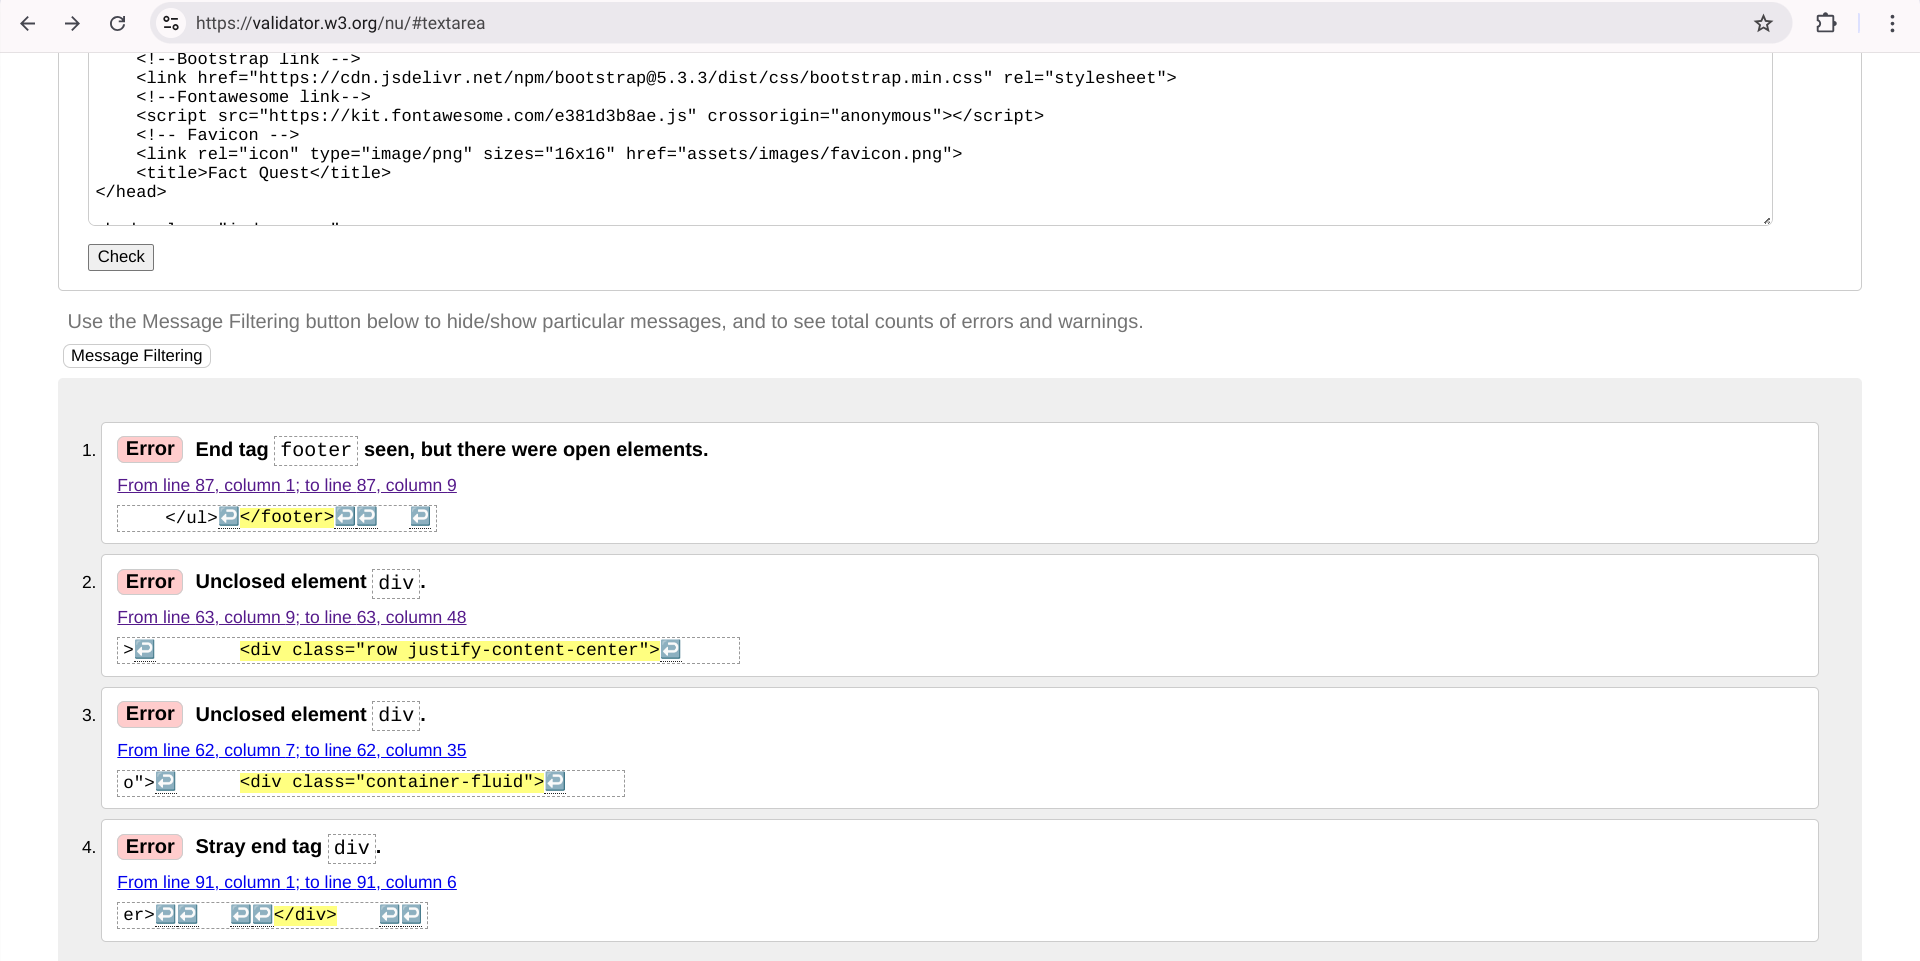 https://validator.w3.org/nu/#textarea
<!--Bootstrap link -->
<link href="https://cdn.jsdelivr.net/npm/bootstrap@5.3.3/dist/css/bootstrap.min.css" rel="stylesheet">
<!--Fontawesome link-->
<script src="https://kit.fontawesome.com/e381d3b8ae.js" crossorigin="anonymous"></script>
<!-- Favicon -->
<link rel="icon" type="image/png" sizes="16x16" href="assets/images/favicon.png">
<title>Fact Quest</title>
</head>
Check
Use the Message Filtering button below to hide/show particular messages, and to see total counts of errors and warnings.
Message Filtering
1. Error End tag footer seen, but there were open elements.
From line 87, column 1; to line 87, column 9
</ul>↩</footer>↩↩ ↩
2. Error Unclosed element div.
From line 63, column 9; to line 63, column 48
>↩ <div class="row justify-content-center">↩
3. Error Unclosed element div.
From line 62, column 7; to line 62, column 35
o">↩ <div class="container-fluid">↩
4. Error Stray end tag div.
From line 91, column 1; to line 91, column 6
er>↩↩ ↩↩</div> ↩↩